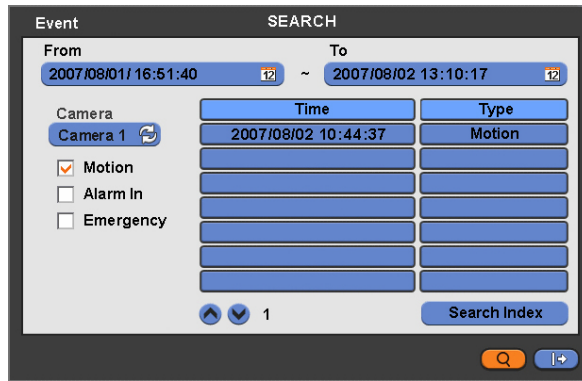 Event SEARCH
From To
2007/08/01/ 16:51:40 12 ~ 2007/08/02 13:10:17 12
Camera Time Type
Camera 1 2007/08/02 10:44:37 Motion
Motion
Alarm In
Emergency
1 Search Index